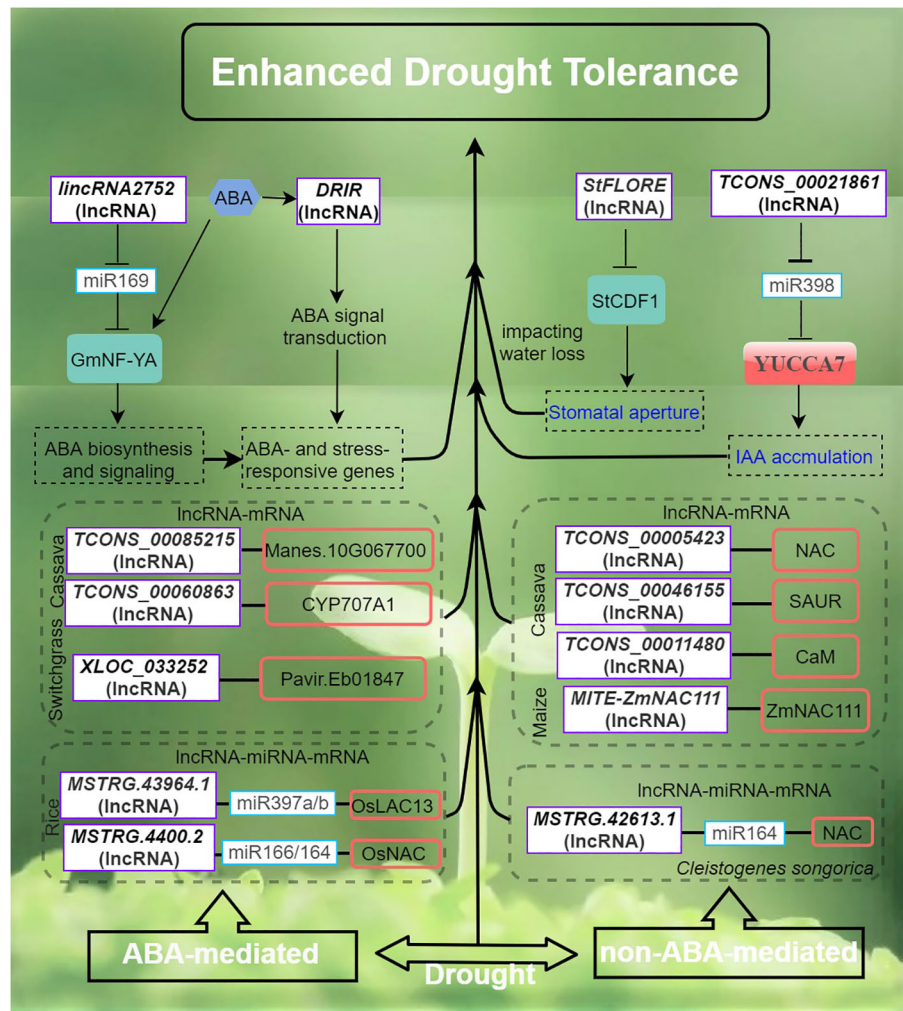 Enhanced Drought Tolerance
lincRNA2752
(lncRNA)
ABA
DRIR
(lncRNA)
StFLORE
(lncRNA)
TCONS_00021861
(lncRNA)
miR169
GmNF-YA
ABA signal
transduction
impacting
water loss
StCDF1
miR398
YUCCA7
ABA biosynthesis
and signaling
ABA- and stress-
responsive genes
Stomatal aperture
IAA accmulation
lncRNA-mRNA
Cassava
TCONS_00085215
(lncRNA)
Manes.10G067700
TCONS_00060863
(lncRNA)
CYP707A1
Switchgrass
XLOC_033252
(lncRNA)
Pavir.Eb01847
lncRNA-mRNA
Cassava
TCONS_00005423
(lncRNA)
NAC
TCONS_00046155
(lncRNA)
SAUR
TCONS_00011480
(lncRNA)
CaM
Maize
MITE-ZmNAC111
(lncRNA)
ZmNAC111
lncRNA-miRNA-mRNA
Rice
MSTRG.43964.1
(lncRNA)
miR397a/b
OsLAC13
MSTRG.4400.2
(lncRNA)
miR166/164
OsNAC
lncRNA-miRNA-mRNA
MSTRG.42613.1
(lncRNA)
miR164
NAC
Cleistogenes songorica
ABA-mediated
Drought
non-ABA-mediated